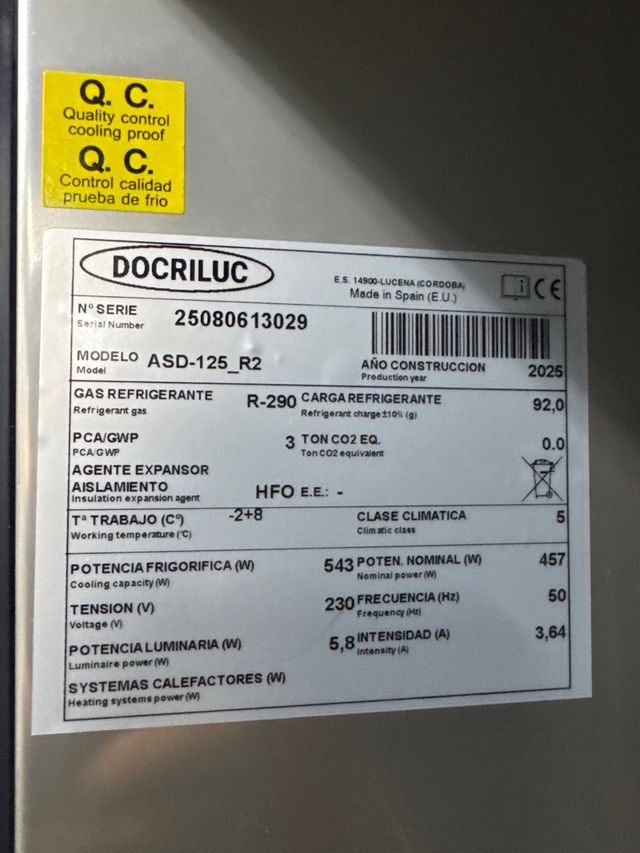 Q. C.
Quality control
cooling proof
Q. C.
Control calidad
prueba de frio
DOCRILUC
E.S. 14900-LUCENA (CORDOBA)
Made in Spain (E.U.)
i CE
Nº SERIE
Serial Number
25080613029
MODELO ASD-125_R2
Model
AÑO CONSTRUCCION 2025
Production year
GAS REFRIGERANTE R-290
Refrigerant gas
CARGA REFRIGERANTE 92,0
Refrigerant charge ±10% (g)
PCA/GWP 3
PCA/GWP
TON CO2 EQ. 0.0
Ton CO2 equivalent
AGENTE EXPANSOR
AISLAMIENTO
Insulation expansion agent
HFO E.E.: -
Tª TRABAJO (Cº) -2+8
Working temperature (ºC)
CLASE CLIMATICA 5
Climatic class
POTENCIA FRIGORIFICA (W) 543
Cooling capacity (W)
POTEN. NOMINAL (W) 457
Nominal power (W)
TENSION (V) 230
Voltage (V)
FRECUENCIA (Hz) 50
Frequency (Hz)
POTENCIA LUMINARIA (W) 5,8
Luminaire power (W)
INTENSIDAD (A) 3,64
Intensity (A)
SYSTEMAS CALEFACTORES (W)
Heating systems power (W)